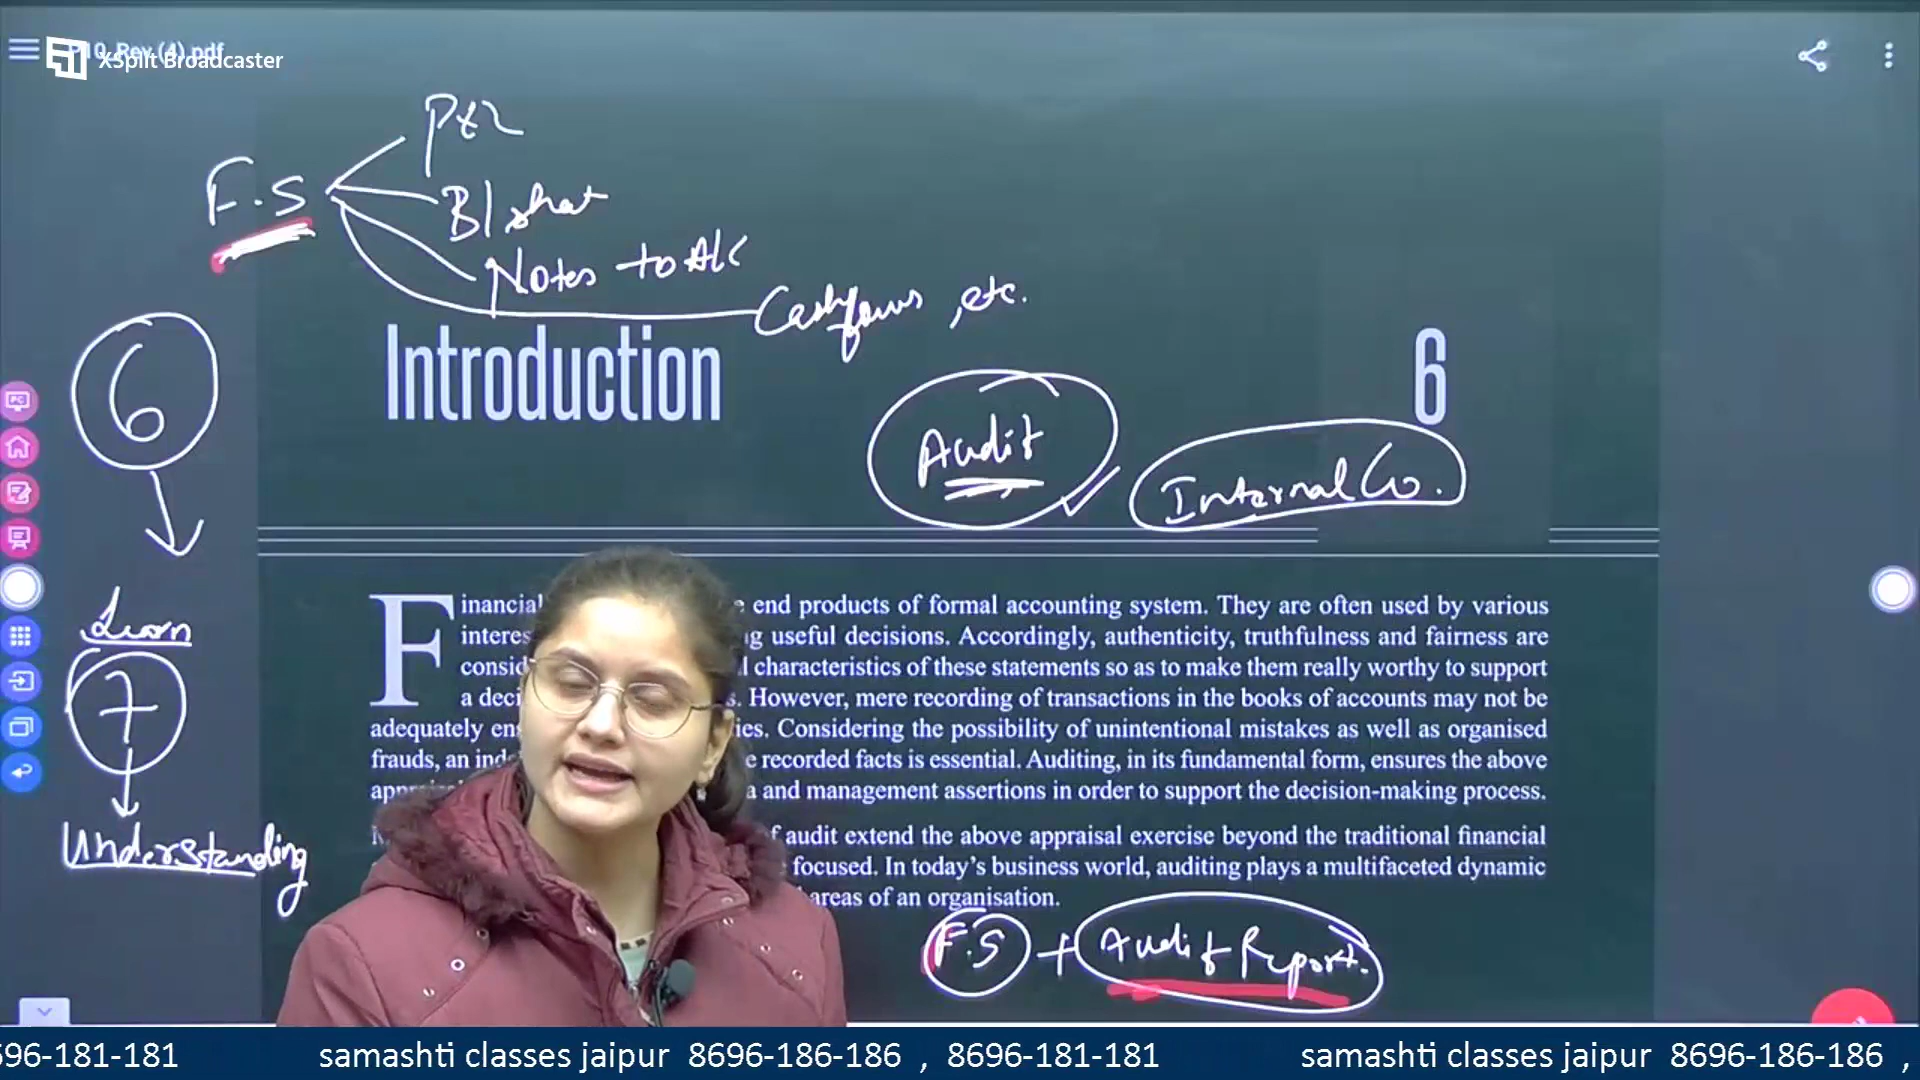 P10_Rev (4).pdf
XSplit Broadcaster
P&L
F.S
B/sheet
Notes to A/c
Cashflows, etc.
Introduction
6
6
Audit
Internal Co.
Financial end products of formal accounting system. They are often used by various
useful decisions. Accordingly, authenticity, truthfulness and fairness are
characteristics of these statements so as to make them really worthy to support
a However, mere recording of transactions in the books of accounts may not be
adequately Considering the possibility of unintentional mistakes as well as organised
frauds, an recorded facts is essential. Auditing, in its fundamental form, ensures the above
a and management assertions in order to support the decision-making process.
audit extend the above appraisal exercise beyond the traditional financial
focused. In today's business world, auditing plays a multifaceted dynamic
areas of an organisation.
Learn
7
Understanding
F.S + Audit Report.
96-181-181 samashti classes jaipur 8696-186-186 , 8696-181-181 samashti classes jaipur 8696-186-186 ,